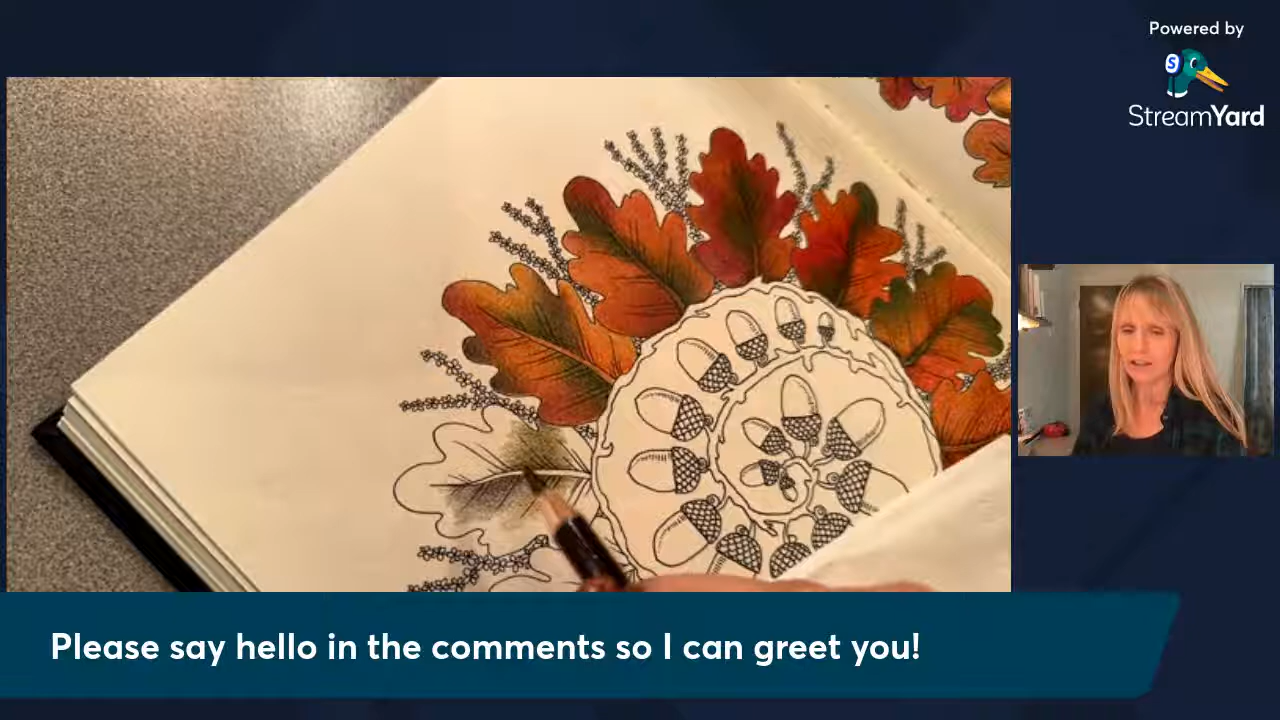 Powered by
S
StreamYard
Please say hello in the comments so I can greet you!